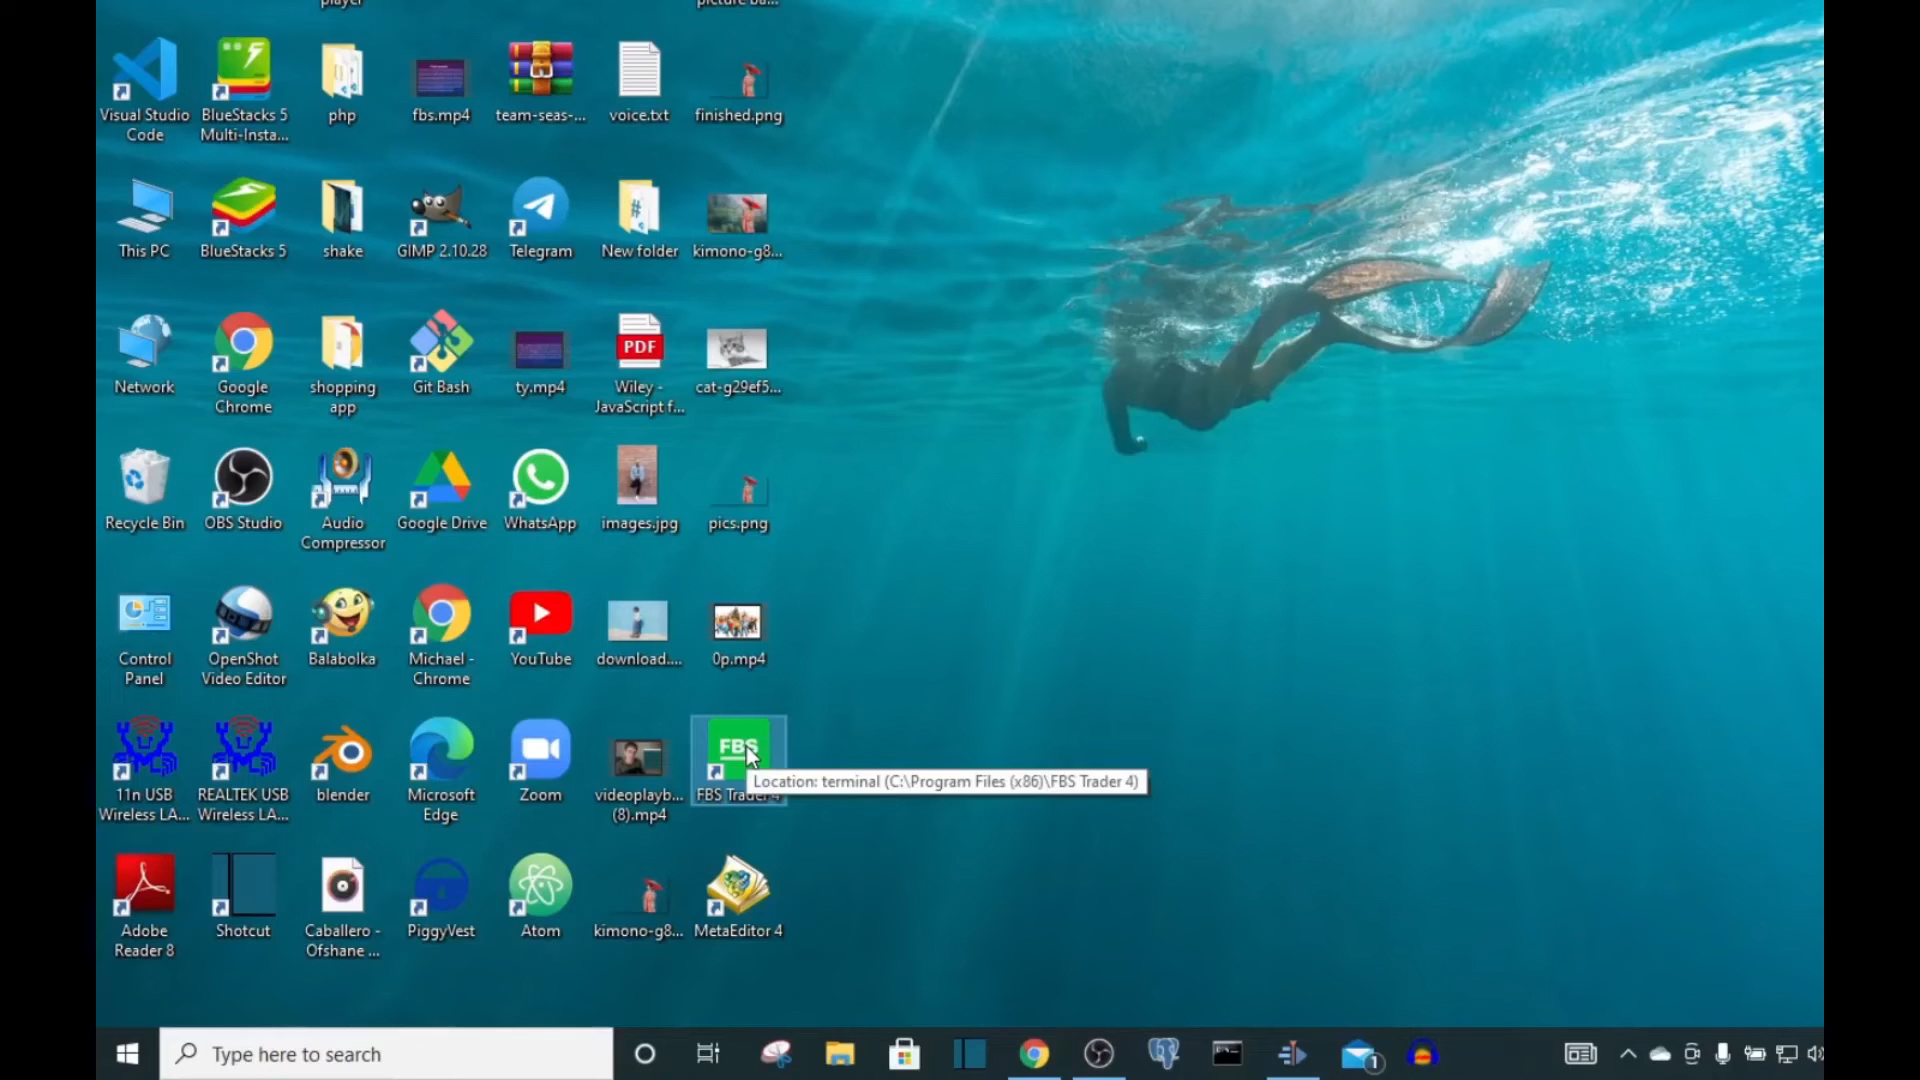 player
picture ba...
Visual Studio
Code
BlueStacks 5
Multi-Insta...
php
fbs.mp4
team-seas-...
voice.txt
finished.png
This PC
BlueStacks 5
shake
GIMP 2.10.28
Telegram
#
New folder
kimono-g8...
Network
Google
Chrome
shopping
app
Git Bash
ty.mp4
PDF
Wiley -
JavaScript f...
cat-g29ef5...
Recycle Bin
OBS Studio
Audio
Compressor
Google Drive
WhatsApp
images.jpg
pics.png
Control
Panel
OpenShot
Video Editor
Balabolka
Michael -
Chrome
YouTube
download....
0p.mp4
11n USB
Wireless LA...
REALTEK USB
Wireless LA...
blender
Microsoft
Edge
Zoom
videoplayb...
(8).mp4
FBS
FBS Trader 4
Location: terminal (C:\Program Files (x86)\FBS Trader 4)
Adobe
Reader 8
Shotcut
Caballero -
Ofshane ...
PiggyVest
Atom
kimono-g8...
MetaEditor 4
Type here to search
1